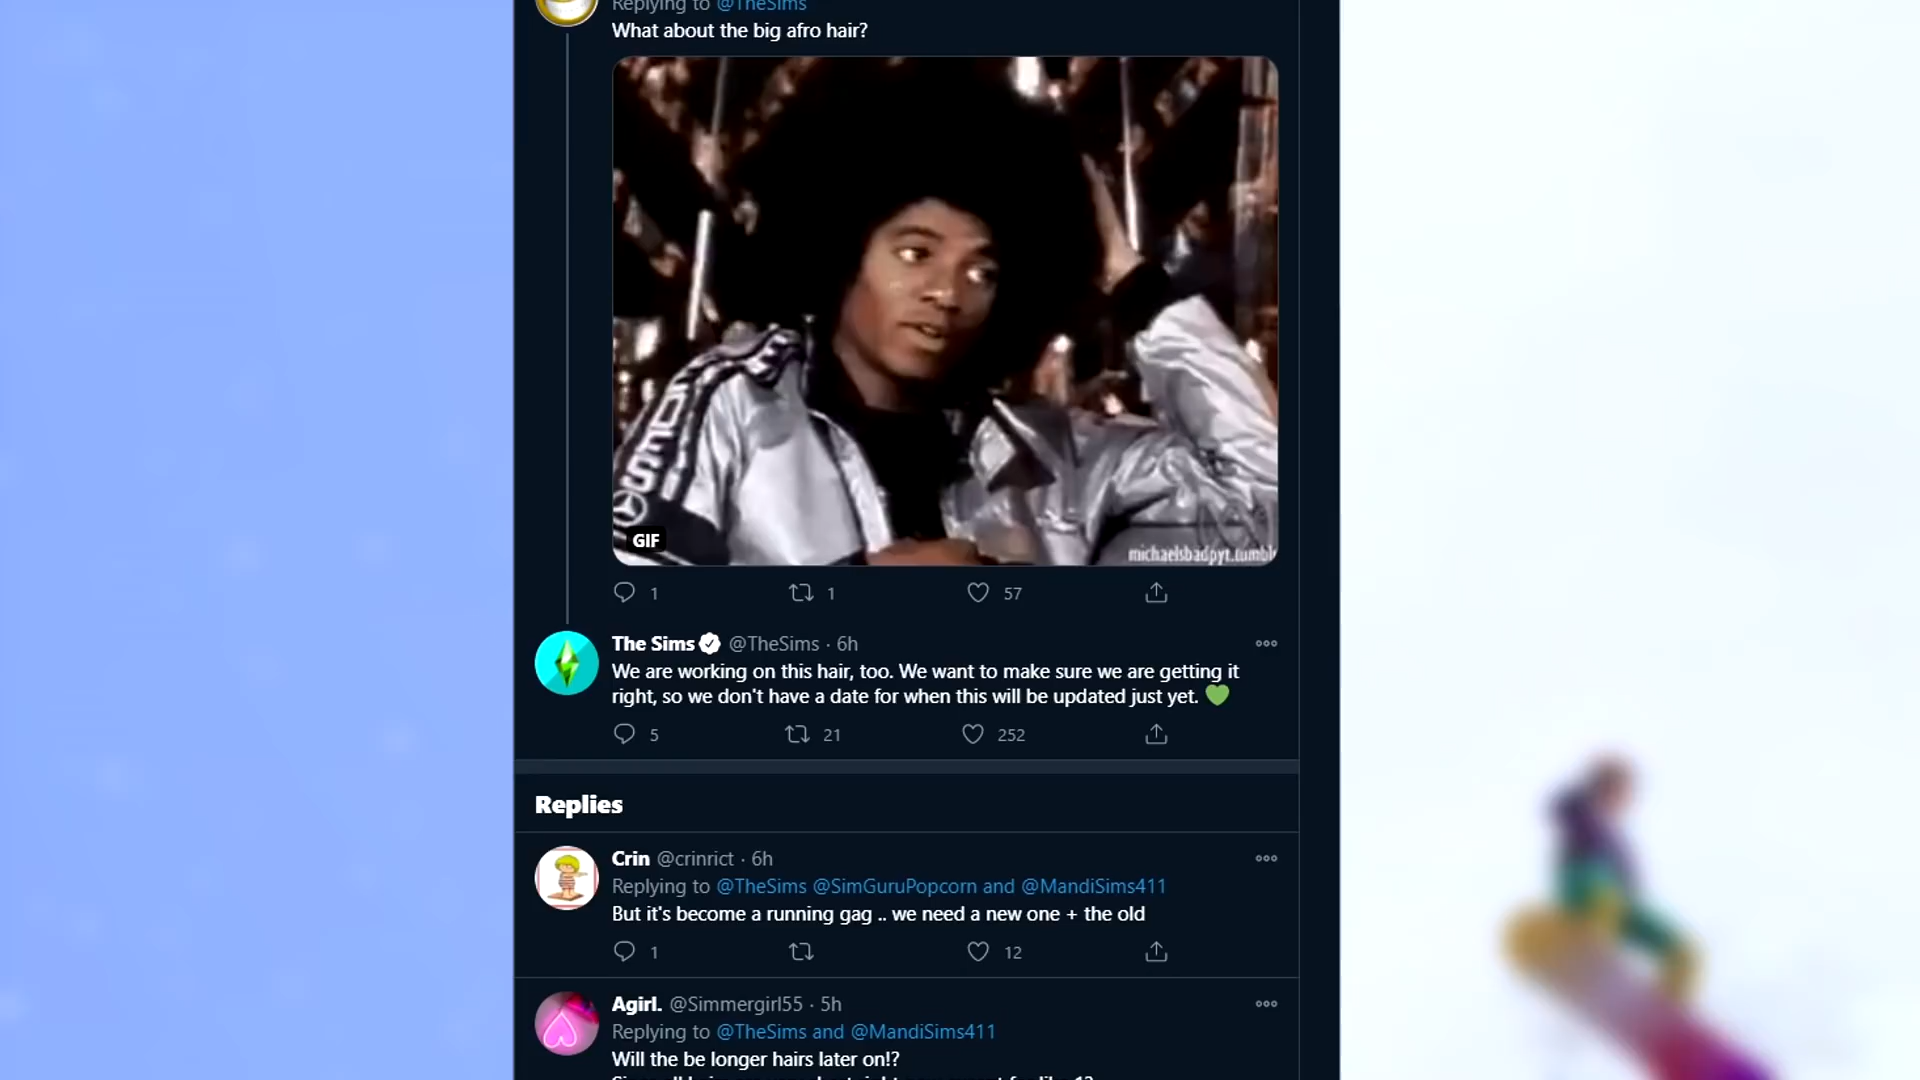 Replying to @TheSims
What about the big afro hair?
GIF
michaelsbadpyt.tumbl
1
1
57
The Sims @TheSims · 6h
We are working on this hair, too. We want to make sure we are getting it
right, so we don't have a date for when this will be updated just yet. 💚
5
21
252
Replies
Crin @crinrict · 6h
Replying to @TheSims @SimGuruPopcorn and @MandiSims411
But it's become a running gag .. we need a new one + the old
1
12
Agirl. @Simmergirl55 · 5h
Replying to @TheSims and @MandiSims411
Will the be longer hairs later on!?